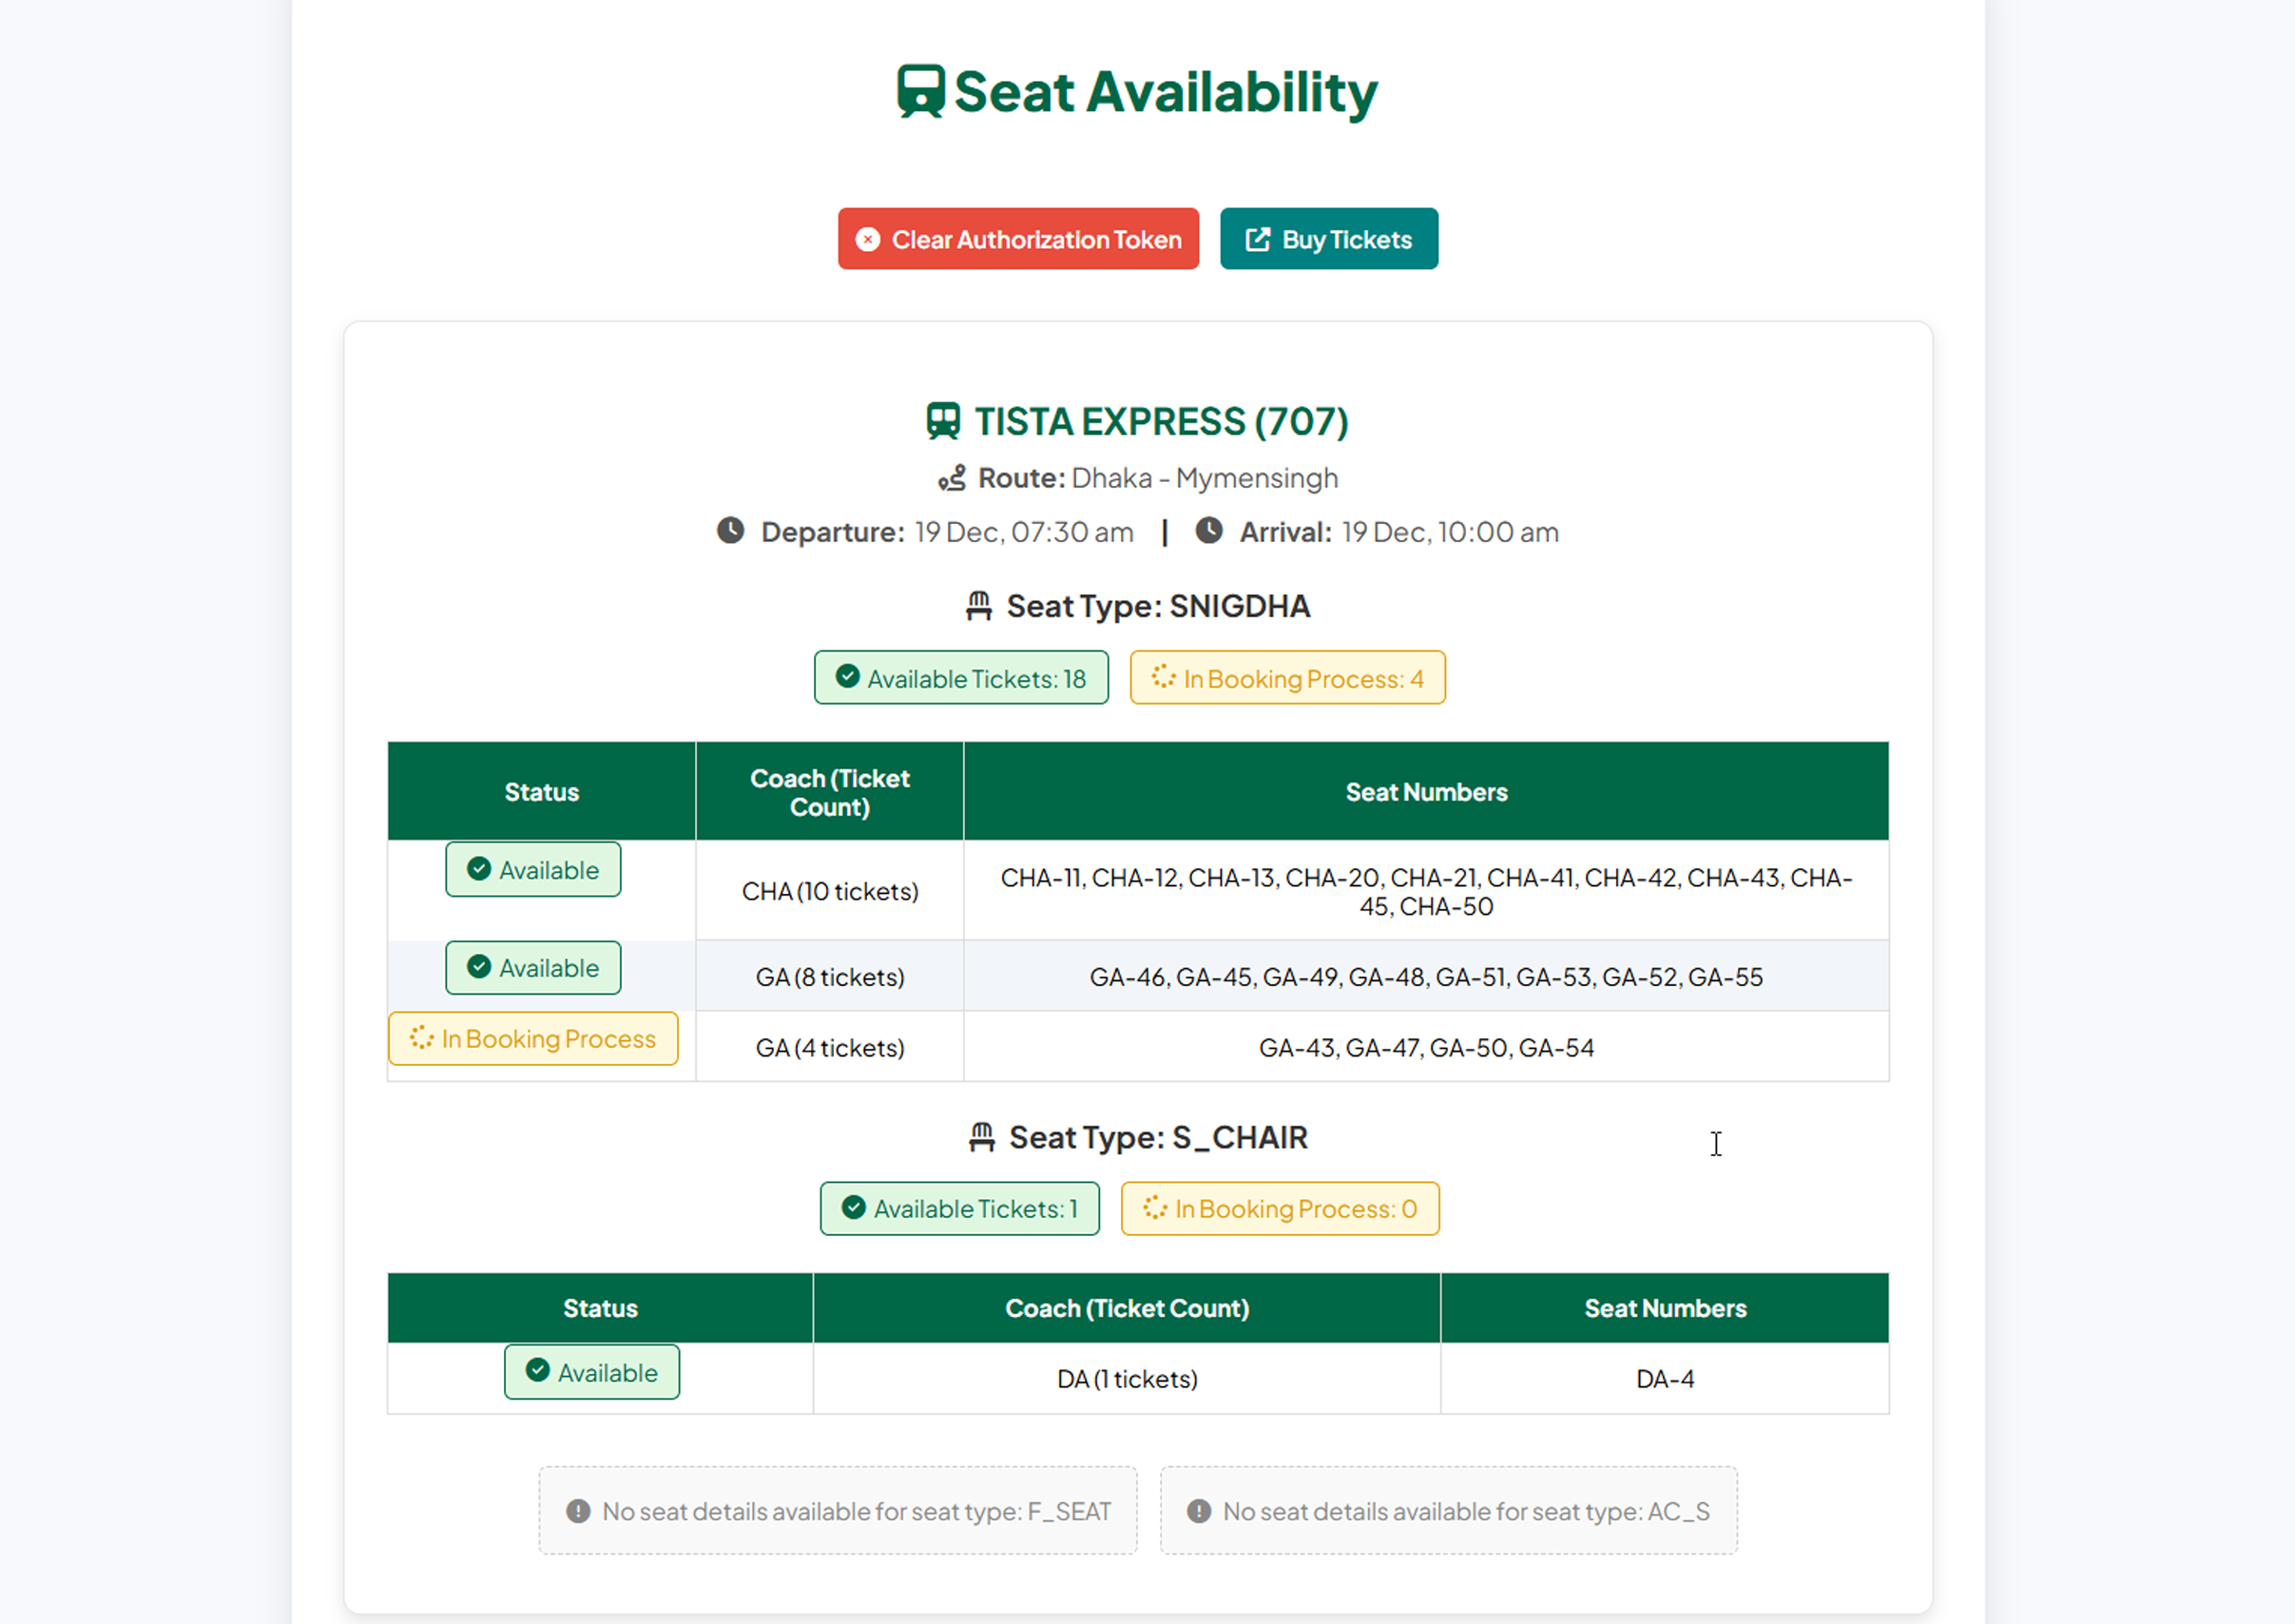 Seat Availability
Clear Authorization Token
Buy Tickets
TISTA EXPRESS (707)
Route: Dhaka - Mymensingh
Departure: 19 Dec, 07:30 am | Arrival: 19 Dec, 10:00 am
Seat Type: SNIGDHA
Available Tickets: 18
In Booking Process: 4
Status
Coach (Ticket
Count)
Seat Numbers
Available
CHA (10 tickets)
CHA-11, CHA-12, CHA-13, CHA-20, CHA-21, CHA-41, CHA-42, CHA-43, CHA-
45, CHA-50
Available
GA (8 tickets)
GA-46, GA-45, GA-49, GA-48, GA-51, GA-53, GA-52, GA-55
In Booking Process
GA (4 tickets)
GA-43, GA-47, GA-50, GA-54
Seat Type: S_CHAIR
Available Tickets: 1
In Booking Process: 0
Status
Coach (Ticket Count)
Seat Numbers
Available
DA (1 tickets)
DA-4
No seat details available for seat type: F_SEAT
No seat details available for seat type: AC_S